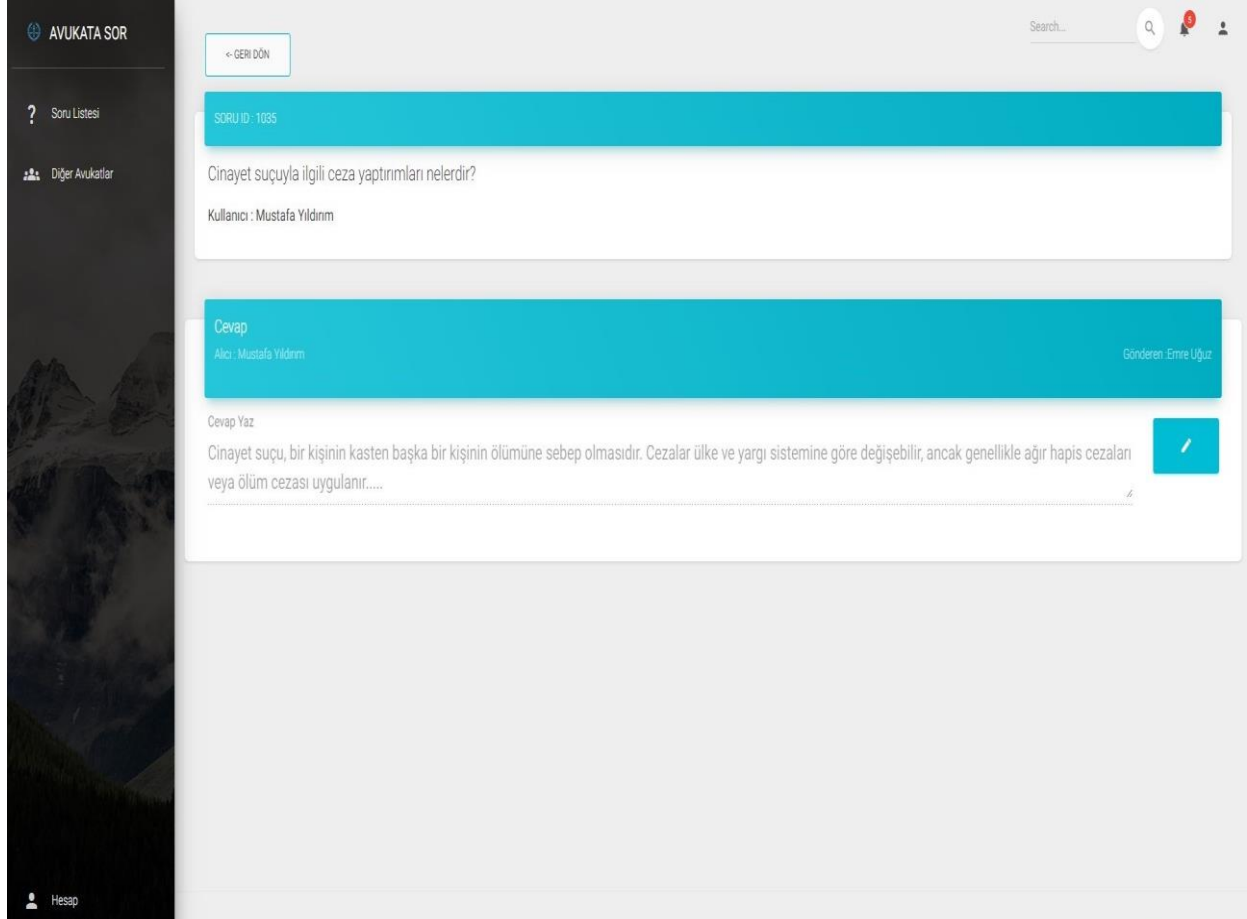 AVUKATA SOR
Search...
5
<- GERI DÖN
? Soru Listesi
SORU ID : 1035
Diğer Avukatlar
Cinayet suçuyla ilgili ceza yaptırımları nelerdir?
Kullanıcı : Mustafa Yıldırım
Cevap
Alıcı : Mustafa Yıldırım
Gönderen :Emre Uğuz
Cevap Yaz
Cinayet suçu, bir kişinin kasten başka bir kişinin ölümüne sebep olmasıdır. Cezalar ülke ve yargı sistemine göre değişebilir, ancak genellikle ağır hapis cezaları
veya ölüm cezası uygulanır.....
Hesap